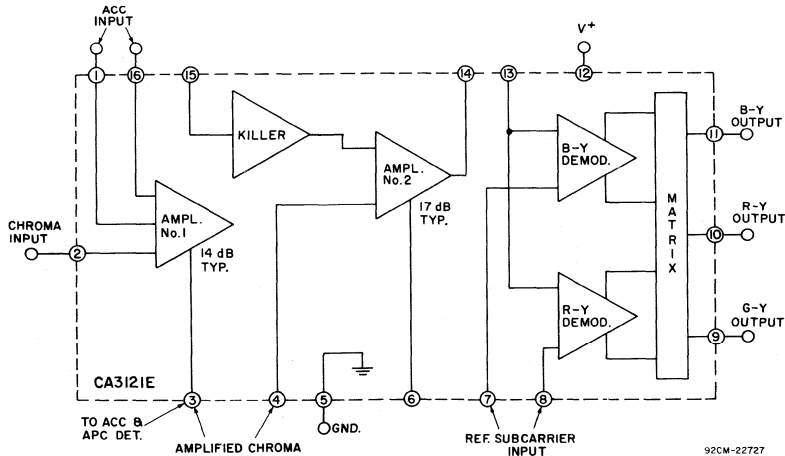 ACC
INPUT
V+
1
16
15
14
13
12
KILLER
AMPL.
No.2
17 dB
TYP.
AMPL.
No.1
14 dB
TYP.
CHROMA
INPUT
2
B-Y
DEMOD.
R-Y
DEMOD.
MATRIX
11
B-Y
OUTPUT
10
R-Y
OUTPUT
9
G-Y
OUTPUT
CA3121E
3
4
5
6
7
8
TO ACC &
APC DET.
AMPLIFIED CHROMA
GND.
REF. SUBCARRIER
INPUT
92CM-22727